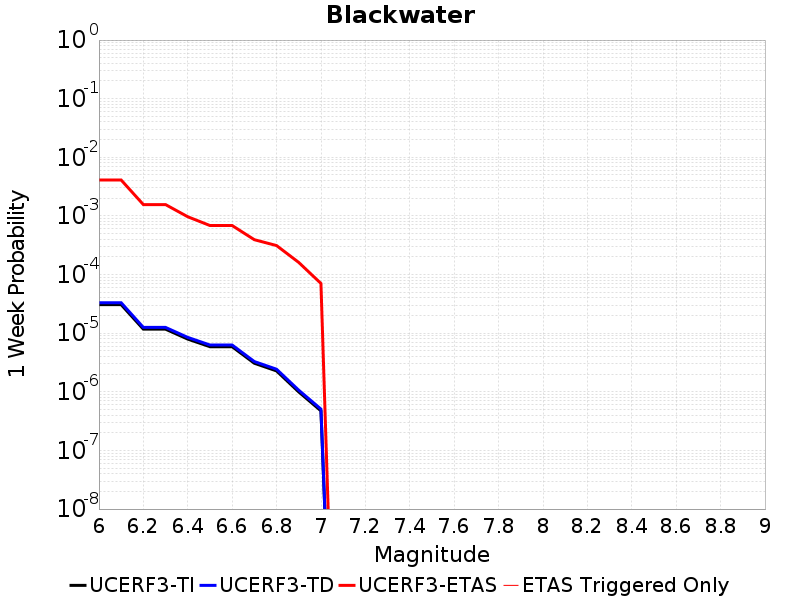 Blackwater
1 Week Probability
10^0
10^-1
10^-2
10^-3
10^-4
10^-5
10^-6
10^-7
10^-8
6 6.2 6.4 6.6 6.8 7 7.2 7.4 7.6 7.8 8 8.2 8.4 8.6 8.8 9
Magnitude
UCERF3-TI UCERF3-TD UCERF3-ETAS ETAS Triggered Only